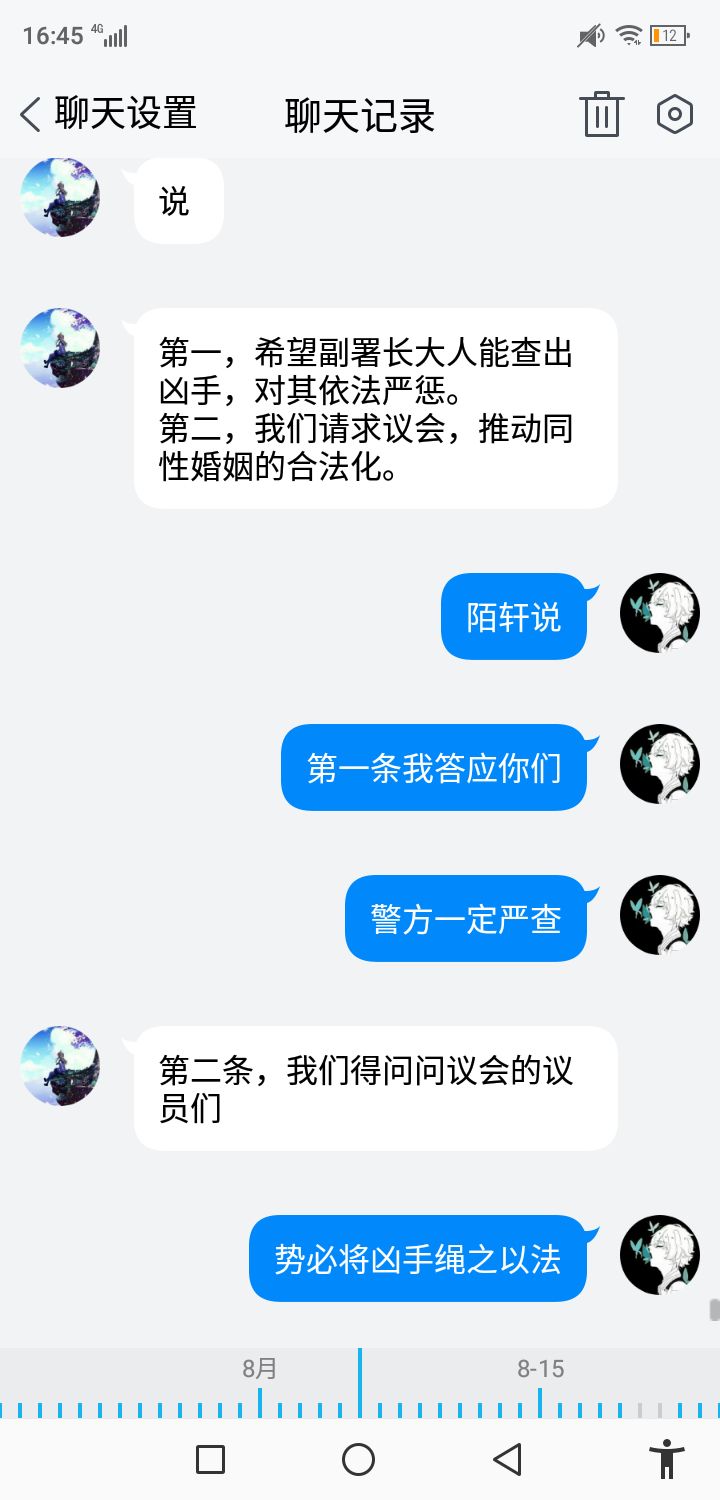 16:45 4G 12
聊天设置 聊天记录
说
第一，希望副署长大人能查出
凶手，对其依法严惩。
第二，我们请求议会，推动同
性婚姻的合法化。
陌轩说
第一条我答应你们
警方一定严查
第二条，我们得问问议会的议
员们
势必将凶手绳之以法
8月 8-15